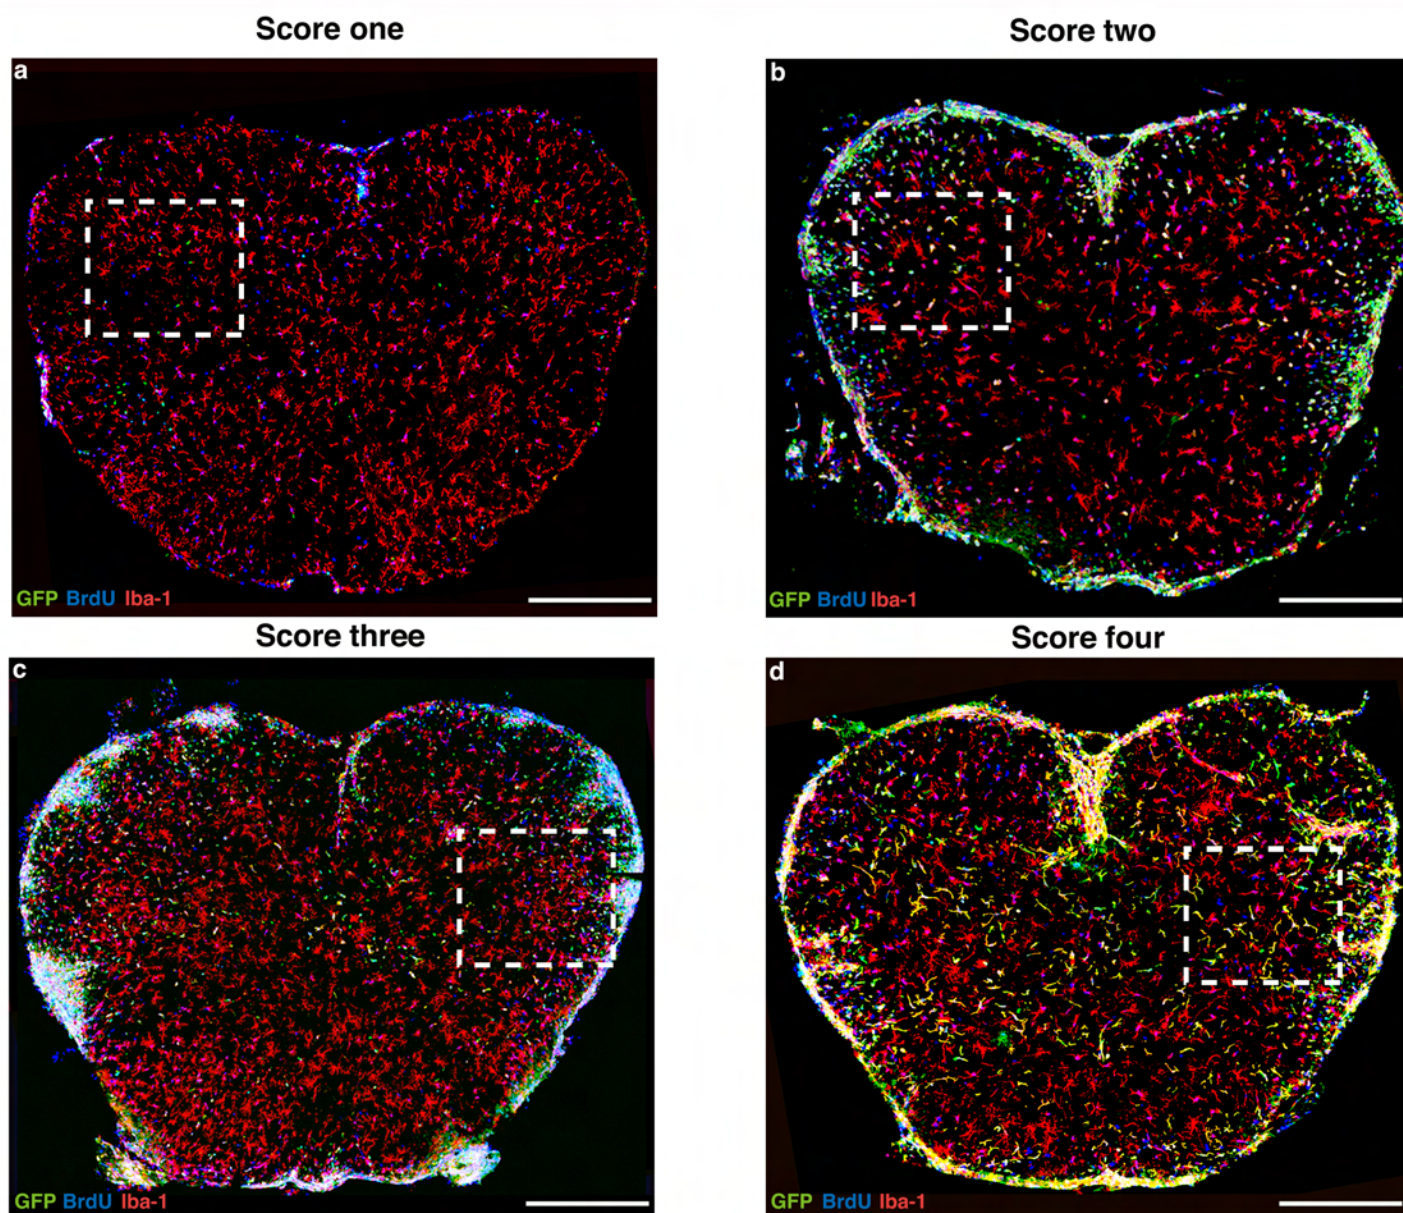 Score one
Score two
a
b
GFP BrdU Iba-1
GFP BrdU Iba-1
Score three
Score four
c
d
GFP BrdU Iba-1
GFP BrdU Iba-1